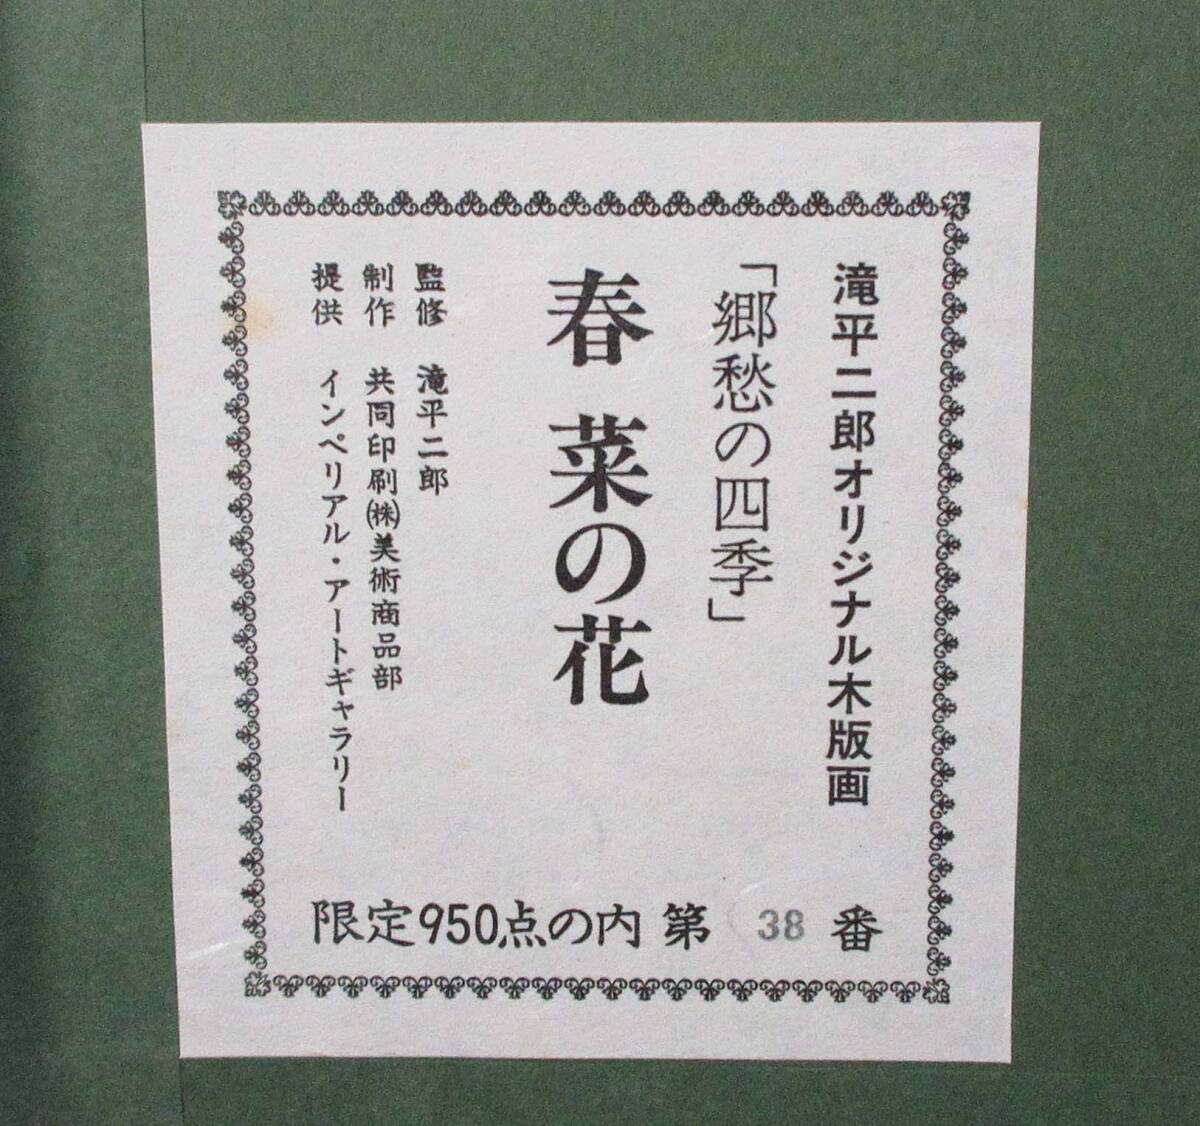 滝平二郎オリジナル木版画
「郷愁の四季」
春 菜の花
監修 滝平二郎
制作 共同印刷(株)美術商品部
提供 インペリアル・アートギャラリー
限定950点の内 第 38 番